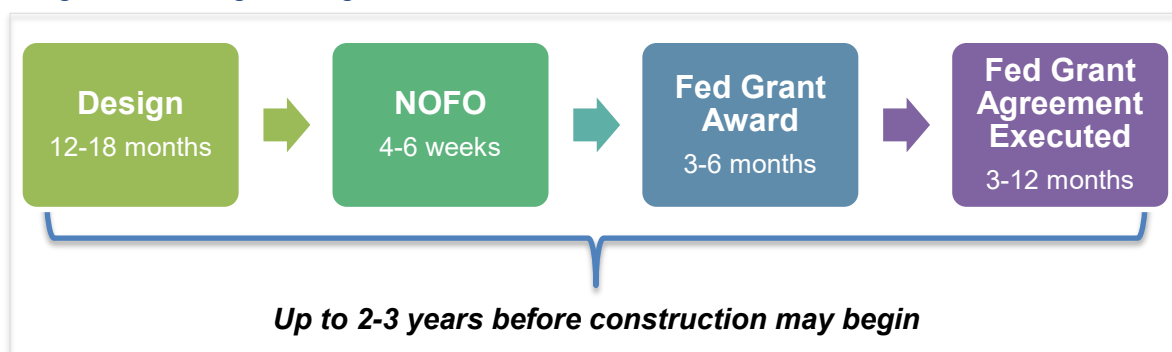 Design
12-18 months
NOFO
4-6 weeks
Fed Grant
Award
3-6 months
Fed Grant
Agreement
Executed
3-12 months
Up to 2-3 years before construction may begin